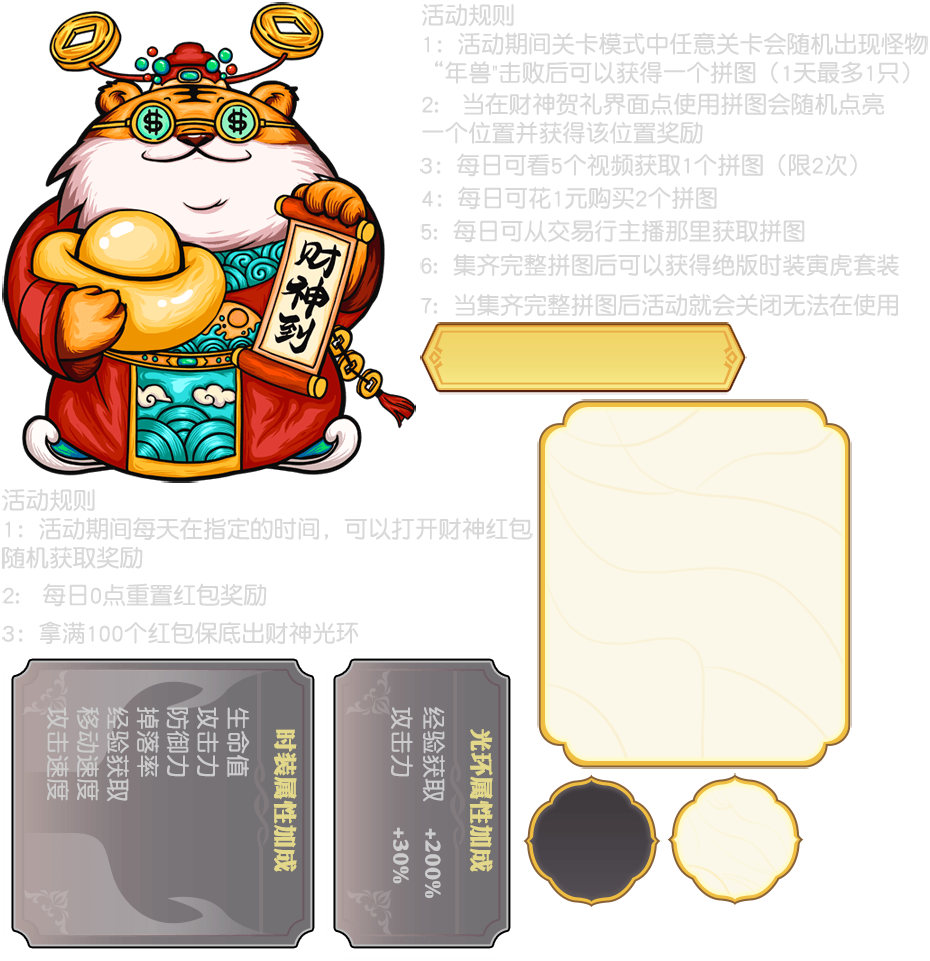 活动规则
1：活动期间关卡模式中任意关卡会随机出现怪物
“年兽"击败后可以获得一个拼图（1天最多1只）
2： 当在财神贺礼界面点使用拼图会随机点亮
一个位置并获得该位置奖励
3：每日可看5个视频获取1个拼图（限2次）
4：每日可花1元购买2个拼图
5：每日可从交易行主播那里获取拼图
6：集齐完整拼图后可以获得绝版时装寅虎套装
7：当集齐完整拼图后活动就会关闭无法在使用
财神到
活动规则
1：活动期间每天在指定的时间，可以打开财神红包
随机获取奖励
2： 每日0点重置红包奖励
3：拿满100个红包保底出财神光环
时装属性加成
生命值
攻击力
防御力
掉落率
经验获取
移动速度
攻击速度
光环属性加成
经验获取 +200%
攻击力 +30%